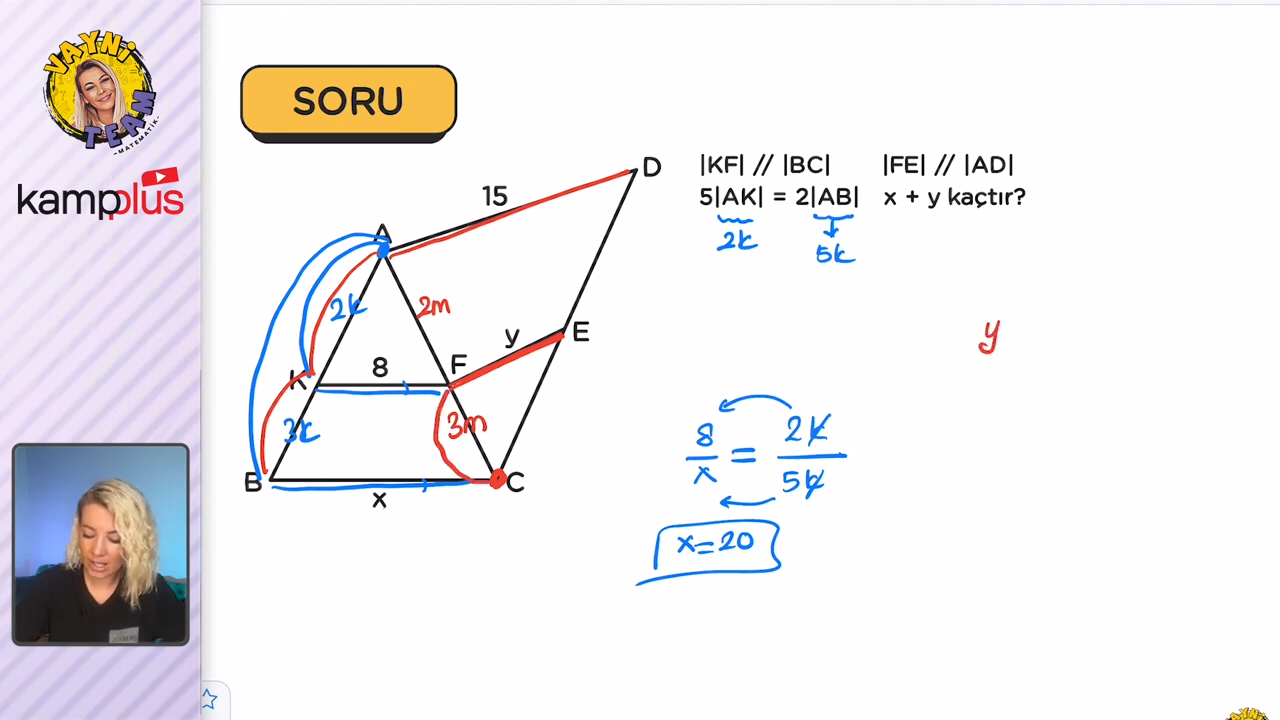 VAYNİ
TEAM
-MATEMATİK-
kampplus
SORU
|KF| // |BC| |FE| // |AD|
5|AK| = 2|AB| x + y kaçtır?
2k
5k
15
D
A
2k
2m
y
E
y
8
F
K
3k
3m
B
x
C
8/x = 2k/5k
x=20